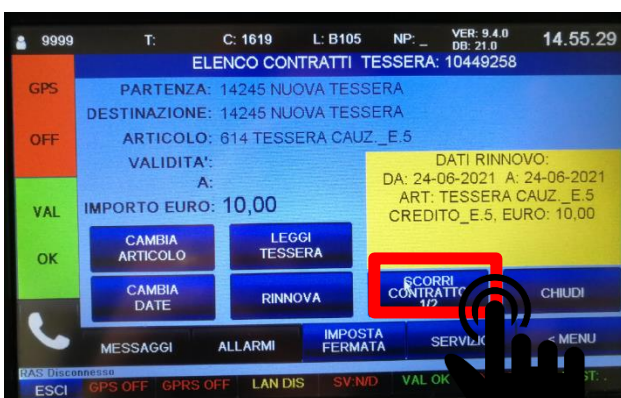 9999 T: C: 1619 L: B105 NP: _ VER: 9.4.0 DB: 21.0 14.55.29
ELENCO CONTRATTI TESSERA: 10449258
GPS
OFF
PARTENZA: 14245 NUOVA TESSERA
DESTINAZIONE: 14245 NUOVA TESSERA
ARTICOLO: 614 TESSERA CAUZ._E.5
VALIDITA':
A:
IMPORTO EURO: 10,00
DATI RINNOVO:
DA: 24-06-2021 A: 24-06-2021
ART: TESSERA CAUZ._E.5
CREDITO_E.5, EURO: 10,00
VAL
OK
CAMBIA
ARTICOLO
LEGGI
TESSERA
CAMBIA
DATE
RINNOVA
SCORRI
CONTRATTO
1/2
CHIUDI
MESSAGGI
ALLARMI
IMPOSTA
FERMATA
< MENU
RAS Disconnesso
ESCI GPS OFF GPRS OFF LAN DIS SV:N/D VAL OK